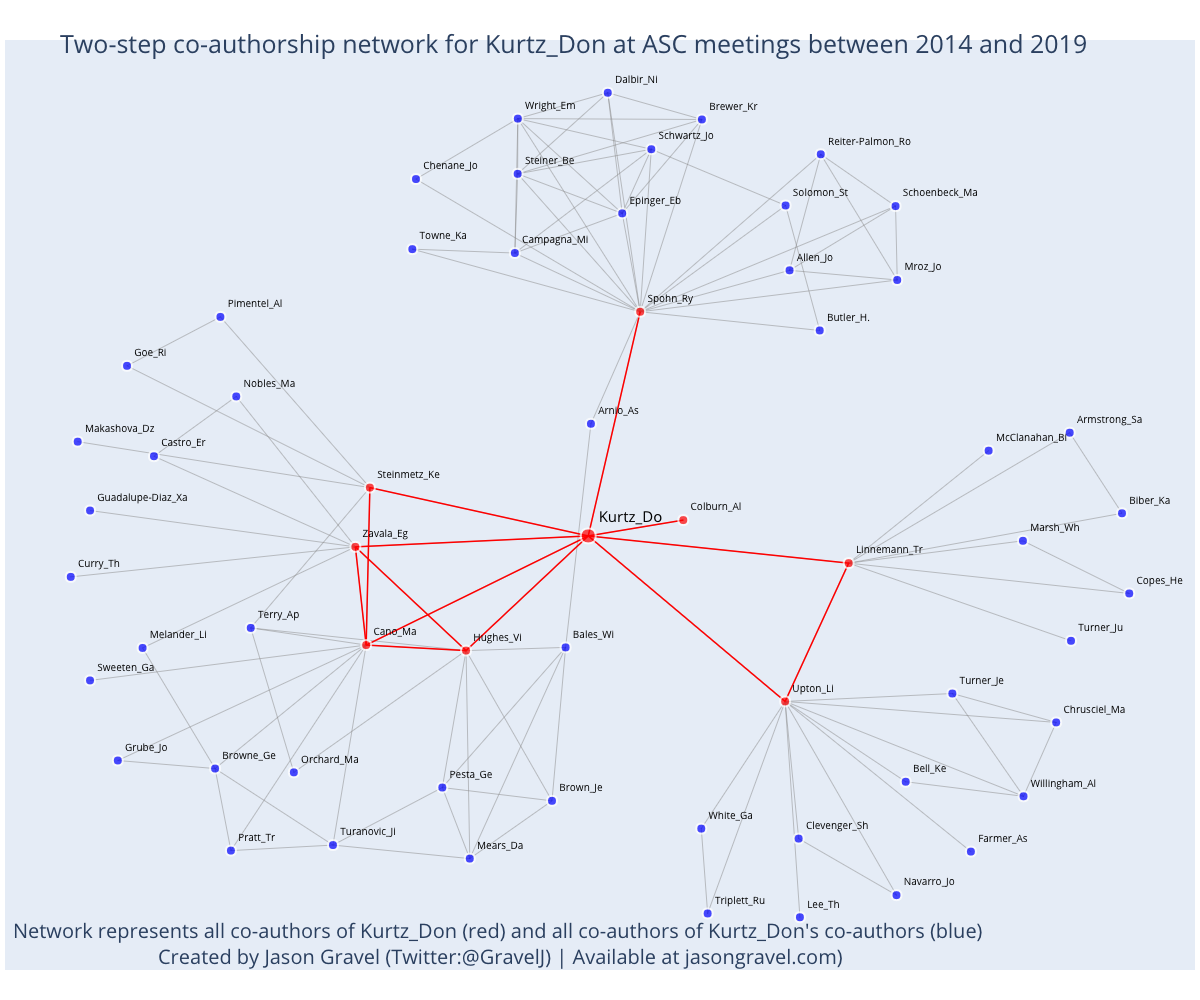 Two-step co-authorship network for Kurtz_Don at ASC meetings between 2014 and 2019
Dalbir_Ni
Wright_Em
Brewer_Kr
Schwartz_Jo
Reiter-Palmon_Ro
Chenane_Jo
Steiner_Be
Solomon_St
Schoenbeck_Ma
Epinger_Eb
Towne_Ka
Campagna_Mi
Allen_Jo
Mroz_Jo
Spohn_Ry
Pimentel_Al
Butler_H.
Goe_Ri
Nobles_Ma
Arnio_As
Armstrong_Sa
Makashova_Dz
McClanahan_Bi
Castro_Er
Steinmetz_Ke
Guadalupe-Diaz_Xa
Biber_Ka
Colburn_Al
Kurtz_Do
Marsh_Wh
Zavala_Eg
Linnemann_Tr
Curry_Th
Copes_He
Terry_Ap
Turner_Ju
Melander_Li
Cano_Ma
Hughes_Vi
Bales_Wi
Sweeten_Ga
Turner_Je
Upton_Li
Chrusciel_Ma
Grube_Jo
Browne_Ge
Orchard_Ma
Bell_Ke
Pesta_Ge
Brown_Je
Willingham_Al
White_Ga
Clevenger_Sh
Pratt_Tr
Turanovic_Ji
Farmer_As
Mears_Da
Navarro_Jo
Triplett_Ru
Lee_Th
Network represents all co-authors of Kurtz_Don (red) and all co-authors of Kurtz_Don's co-authors (blue)
Created by Jason Gravel (Twitter:@GravelJ) | Available at jasongravel.com)